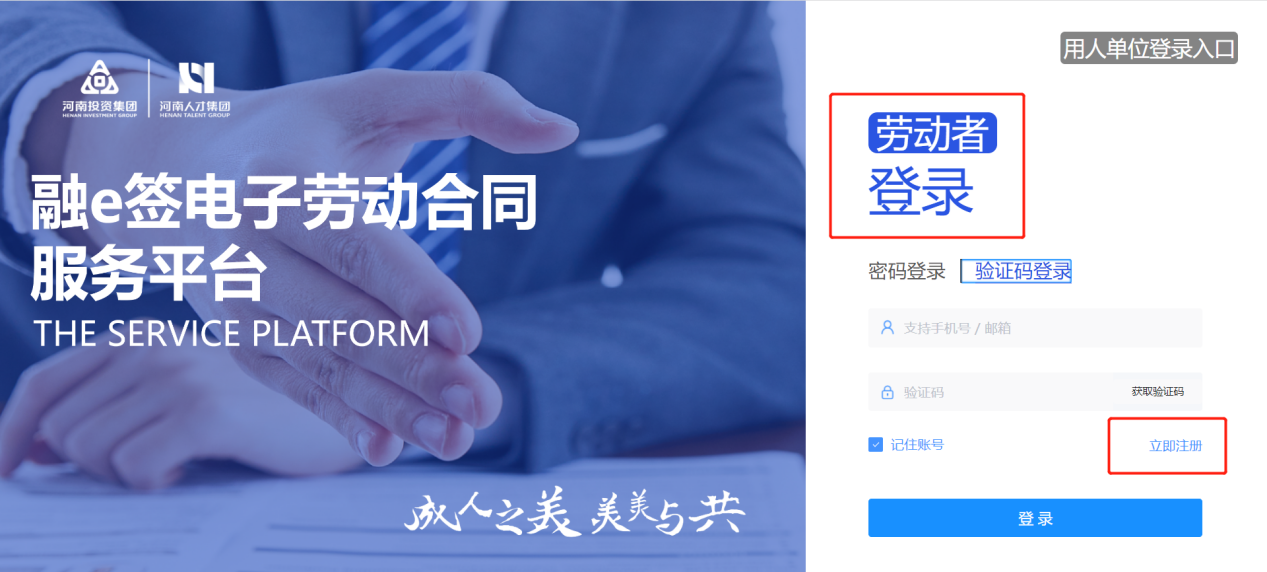 河南投资集团
HENAN INVESTMENT GROUP
河南人才集团
HENAN TALENT GROUP
融e签电子劳动合同
服务平台
THE SERVICE PLATFORM
成人之美 美美与共
用人单位登录入口
劳动者
登录
密码登录 验证码登录
支持手机号 / 邮箱
验证码 获取验证码
记住账号 立即注册
登 录